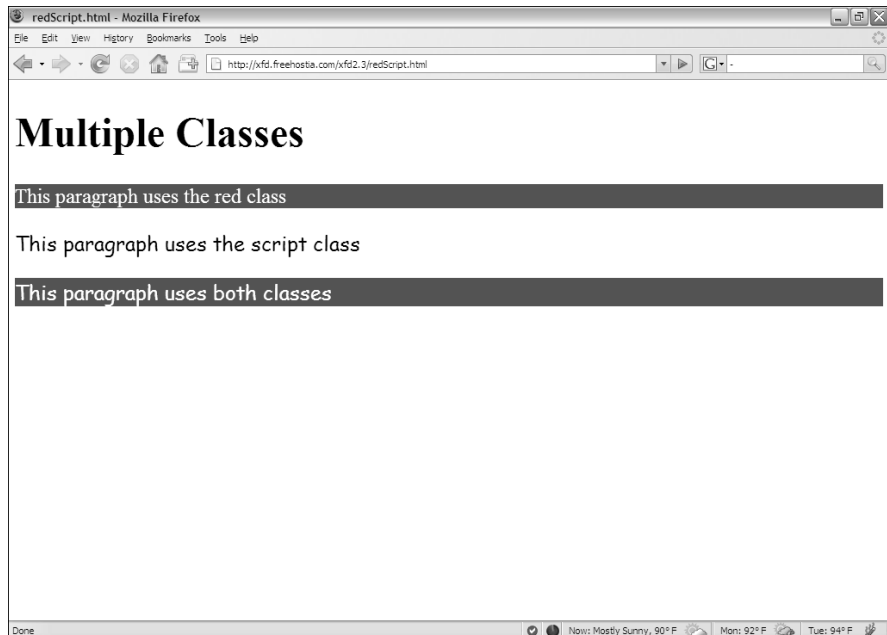 redScript.html - Mozilla Firefox
File Edit View History Bookmarks Tools Help
http://xfd.freehostia.com/xfd2.3/redScript.html G -
Multiple Classes
This paragraph uses the red class
This paragraph uses the script class
This paragraph uses both classes
Done Now: Mostly Sunny, 90° F Mon: 92° F Tue: 94° F